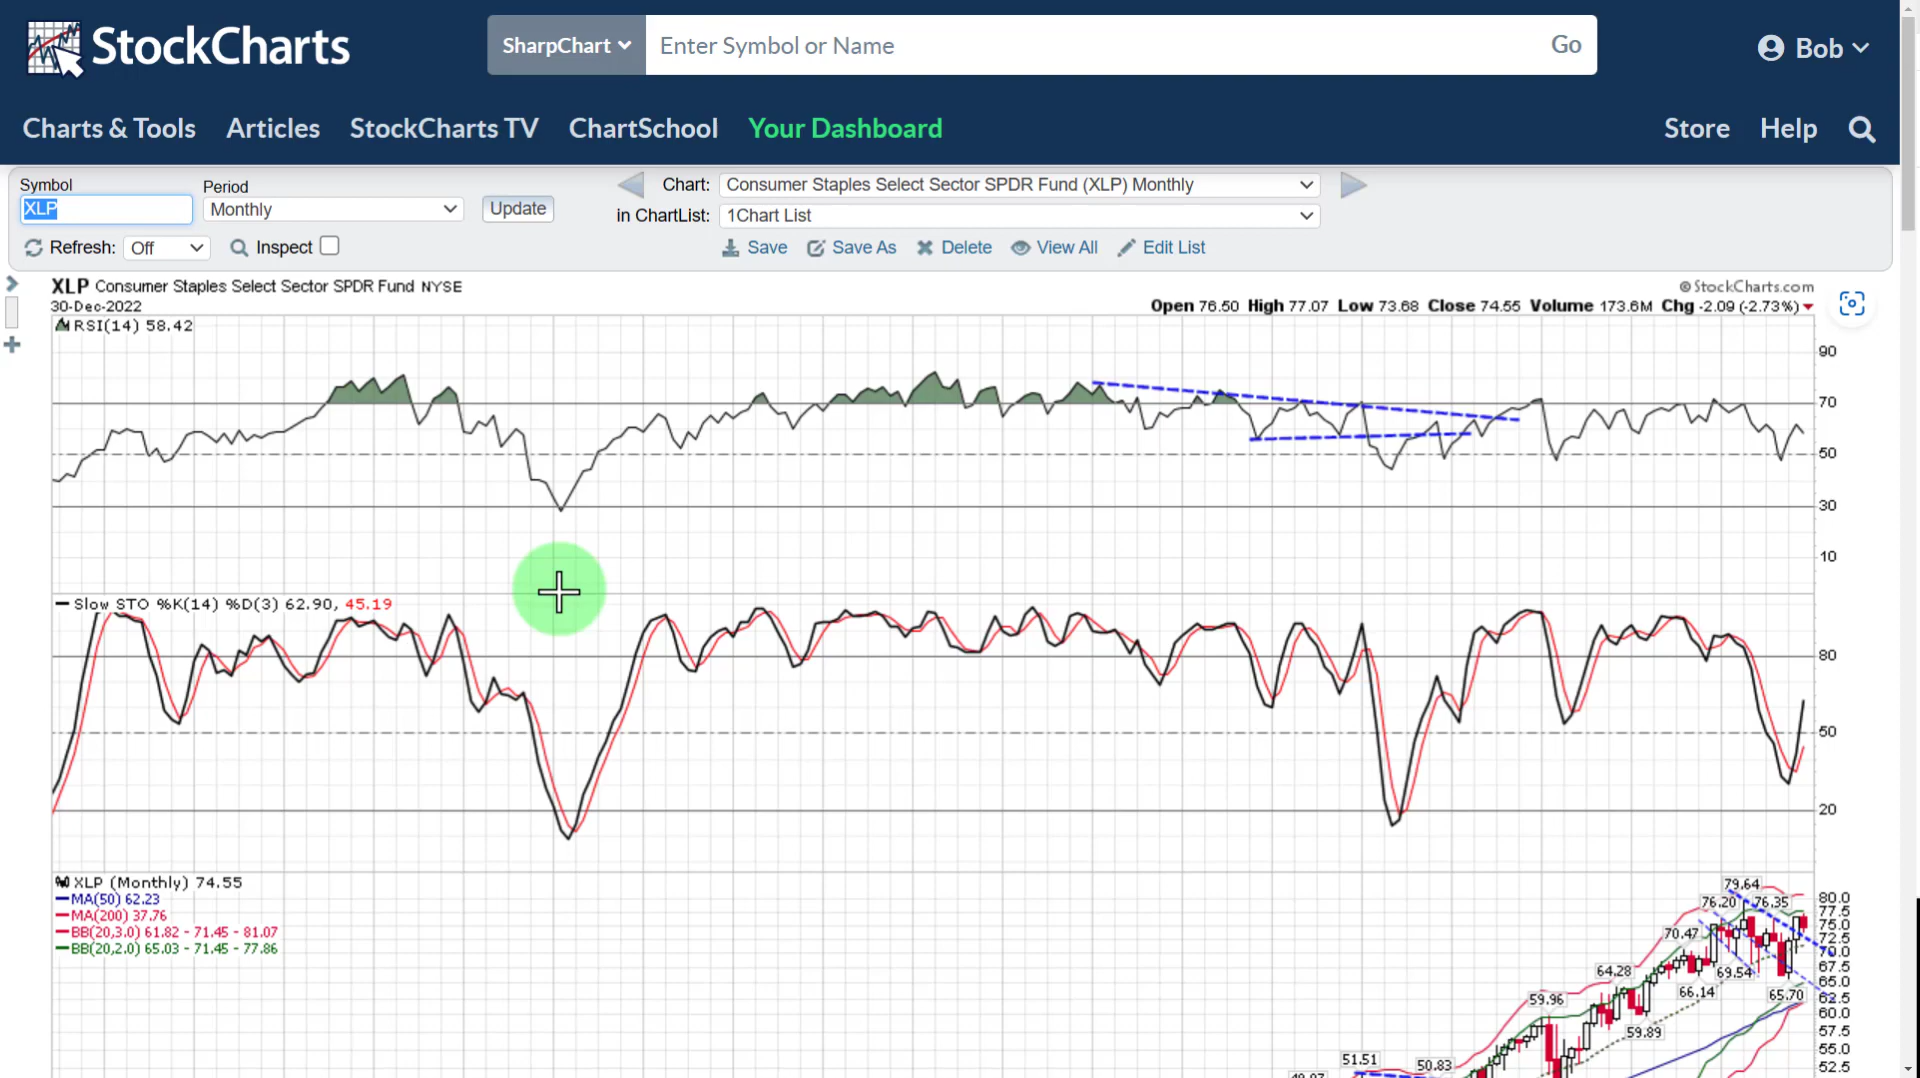 StockCharts
SharpChart Enter Symbol or Name Go
Bob
Charts & Tools Articles StockCharts TV ChartSchool Your Dashboard Store Help
Symbol Period Chart: Consumer Staples Select Sector SPDR Fund (XLP) Monthly
XLP Monthly Update in ChartList: 1Chart List
Refresh: Off Inspect Save Save As Delete View All Edit List
XLP Consumer Staples Select Sector SPDR Fund NYSE ©StockCharts.com
30-Dec-2022 Open 76.50 High 77.07 Low 73.68 Close 74.55 Volume 173.6M Chg -2.09 (-2.73%)
RSI(14) 58.42
90
70
50
30
10
Slow STO %K(14) %D(3) 62.90, 45.19
80
50
20
XLP (Monthly) 74.55
MA(50) 62.23
MA(200) 37.76
BB(20,3.0) 61.82 - 71.45 - 81.07
BB(20,2.0) 65.03 - 71.45 - 77.86
79.64
76.20 76.35
70.47
69.54
64.28
66.14
65.70
59.96
59.89
51.51
50.83
80.0
77.5
75.0
72.5
70.0
67.5
65.0
62.5
60.0
57.5
55.0
52.5